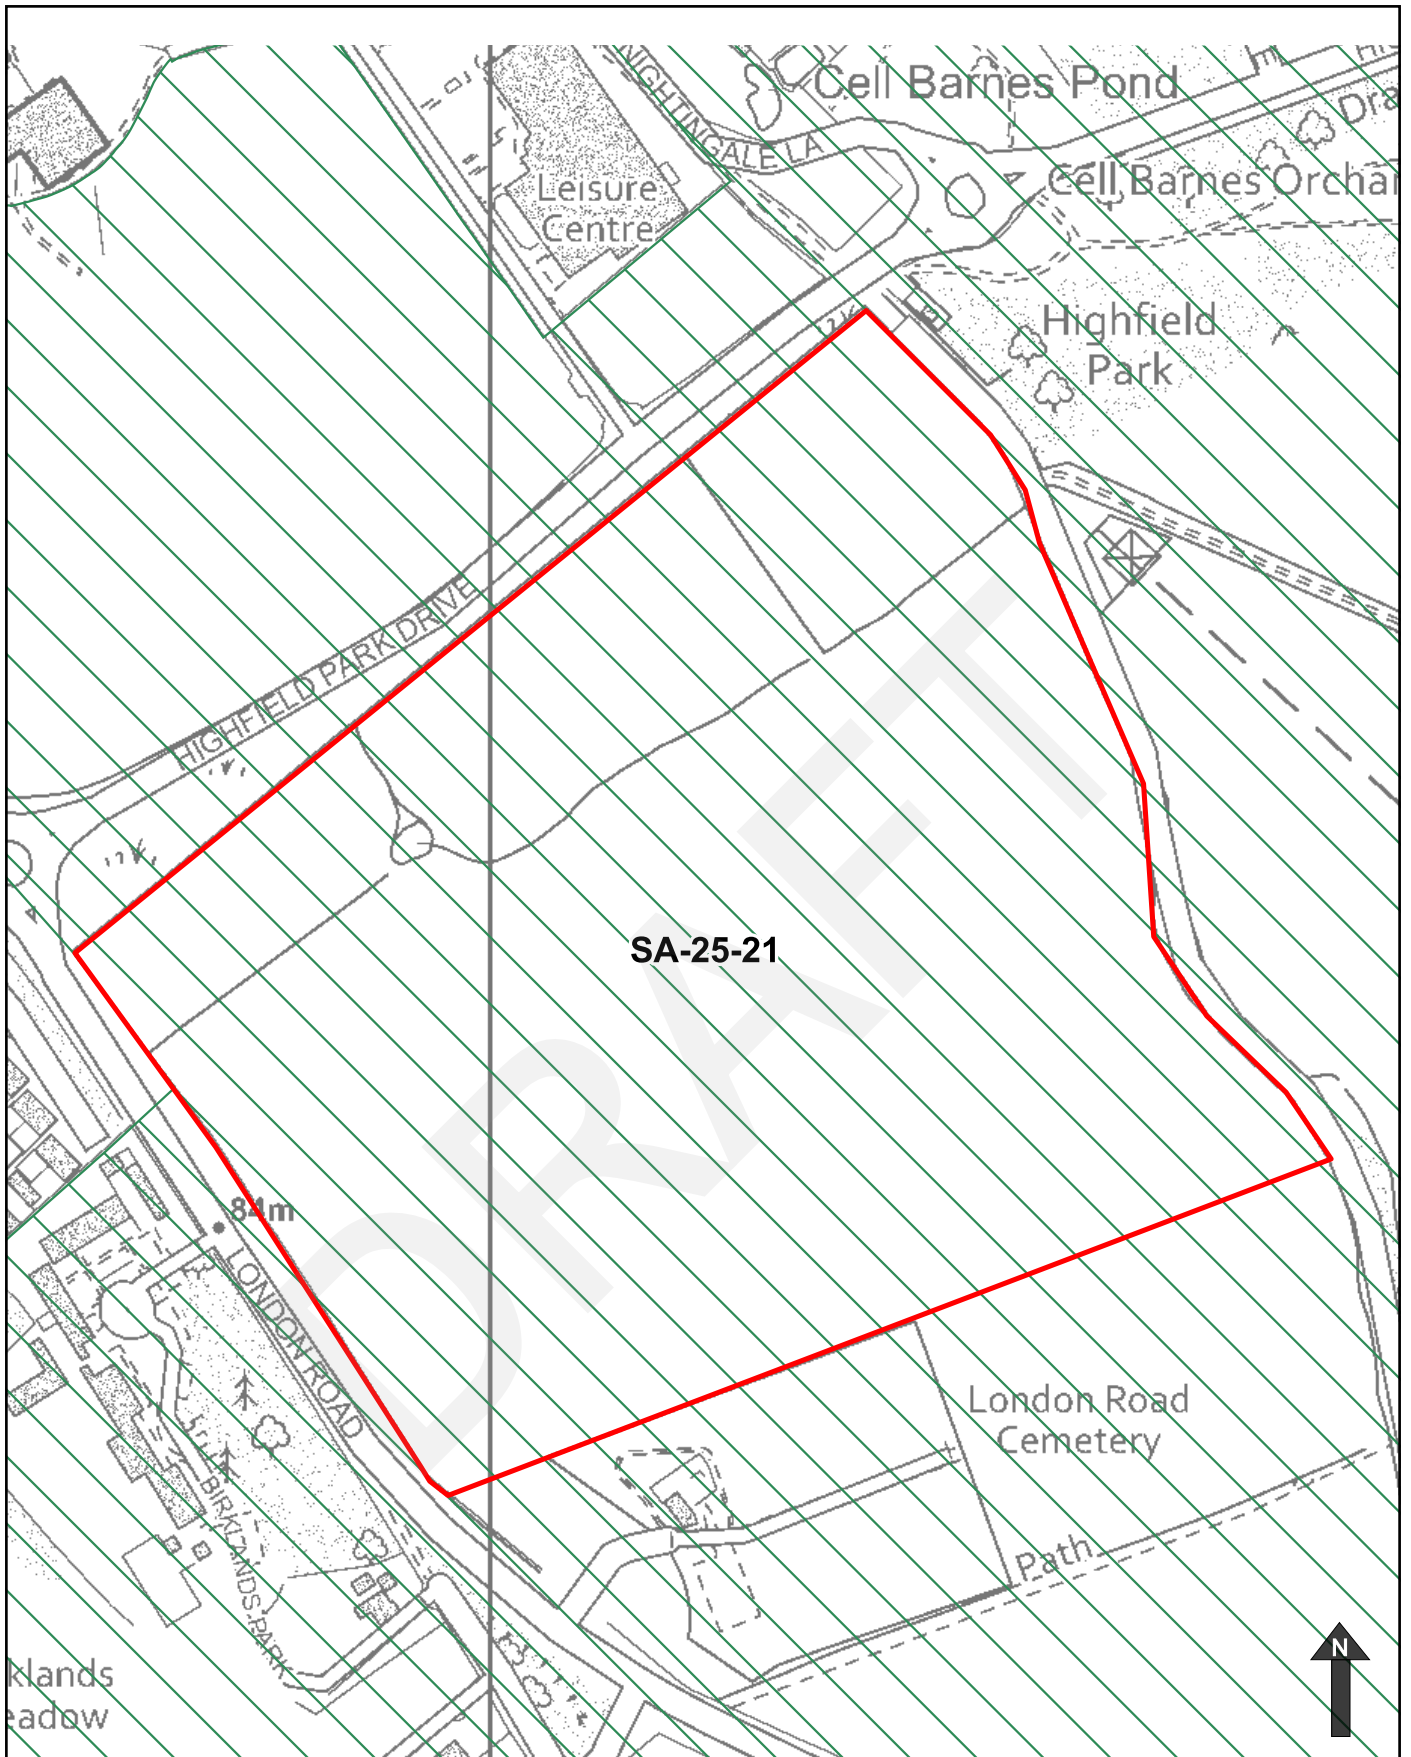 NIGHTINGALE LA
Cell Barnes Pond
Dra
Cell Barnes Orchar
Leisure
Centre
Highfield
Park
HIGHFIELD PARK DRIVE
DRAFT
SA-25-21
84m
LONDON ROAD
London Road
Cemetery
BIRKLANDS PARK
Path
klands
eadow
N